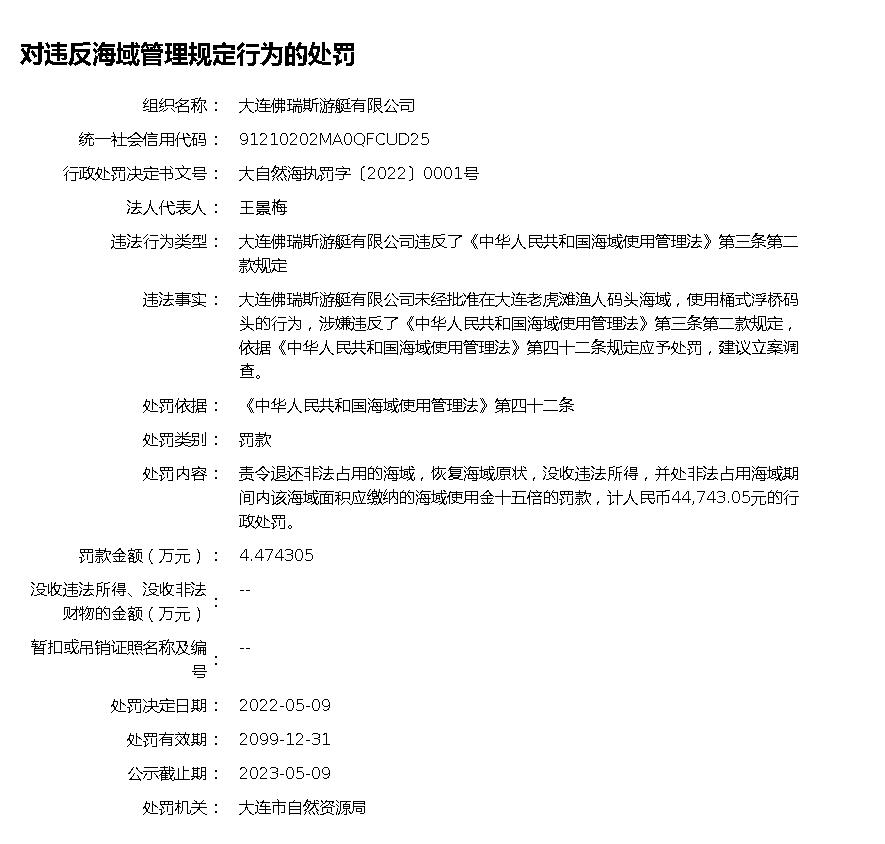 对违反海域管理规定行为的处罚
组织名称： 大连佛瑞斯游艇有限公司
统一社会信用代码： 91210202MA0QFCUD25
行政处罚决定书文号： 大自然海执罚字〔2022〕0001号
法人代表人： 王景梅
违法行为类型： 大连佛瑞斯游艇有限公司违反了《中华人民共和国海域使用管理法》第三条第二
款规定
违法事实： 大连佛瑞斯游艇有限公司未经批准在大连老虎滩渔人码头海域，使用桶式浮桥码
头的行为，涉嫌违反了《中华人民共和国海域使用管理法》第三条第二款规定，
依据《中华人民共和国海域使用管理法》第四十二条规定应予处罚，建议立案调
查。
处罚依据： 《中华人民共和国海域使用管理法》第四十二条
处罚类别： 罚款
处罚内容： 责令退还非法占用的海域，恢复海域原状，没收违法所得，并处非法占用海域期
间内该海域面积应缴纳的海域使用金十五倍的罚款，计人民币44,743.05元的行
政处罚。
罚款金额（万元）： 4.474305
没收违法所得、没收非法
财物的金额（万元）： --
暂扣或吊销证照名称及编
号： --
处罚决定日期： 2022-05-09
处罚有效期： 2099-12-31
公示截止期： 2023-05-09
处罚机关： 大连市自然资源局